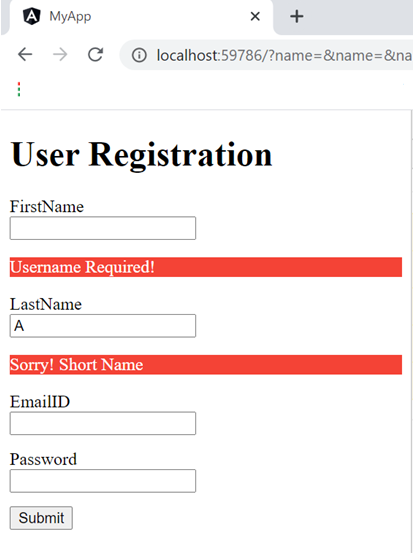 MyApp
localhost:59786/?name=&name=&na
User Registration
FirstName
Username Required!
LastName
A
Sorry! Short Name
EmailID
Password
Submit